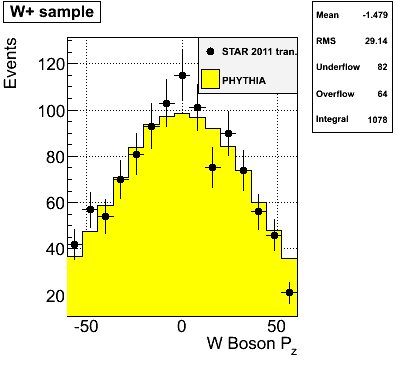 W+ sample
Mean -1.479
RMS 29.14
Underflow 82
Overflow 64
Integral 1078
Events
STAR 2011 tran.
PHYTHIA
120
100
80
60
40
20
-50 0 50
W Boson Pz